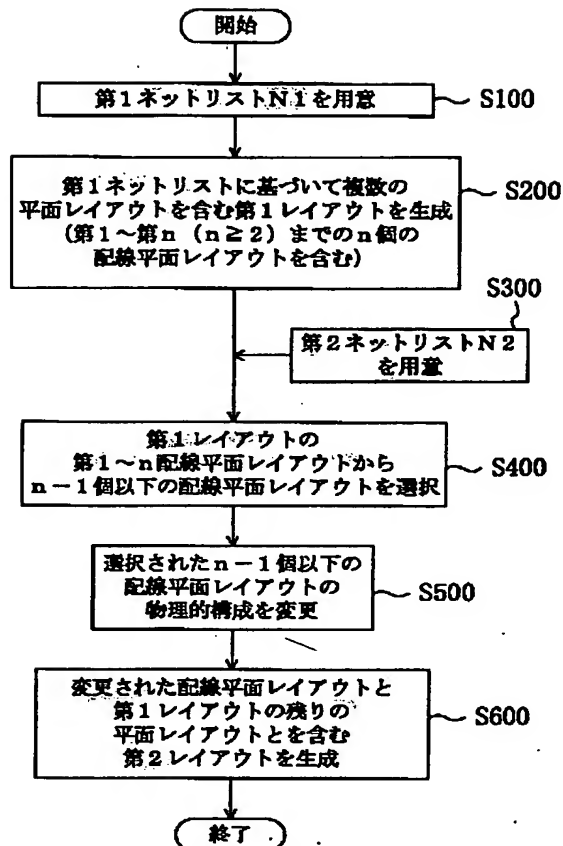 開始
第1ネットリストN1を用意
S100
第1ネットリストに基づいて複数の
平面レイアウトを含む第1レイアウトを生成
(第1~第n (n≧2) までのn個の
配線平面レイアウトを含む)
S200
S300
第2ネットリストN2
を用意
第1レイアウトの
第1~n配線平面レイアウトから
n-1個以下の配線平面レイアウトを選択
S400
選択されたn-1個以下の
配線平面レイアウトの
物理的構成を変更
S500
変更された配線平面レイアウトと
第1レイアウトの残りの
平面レイアウトとを含む
第2レイアウトを生成
S600
終了